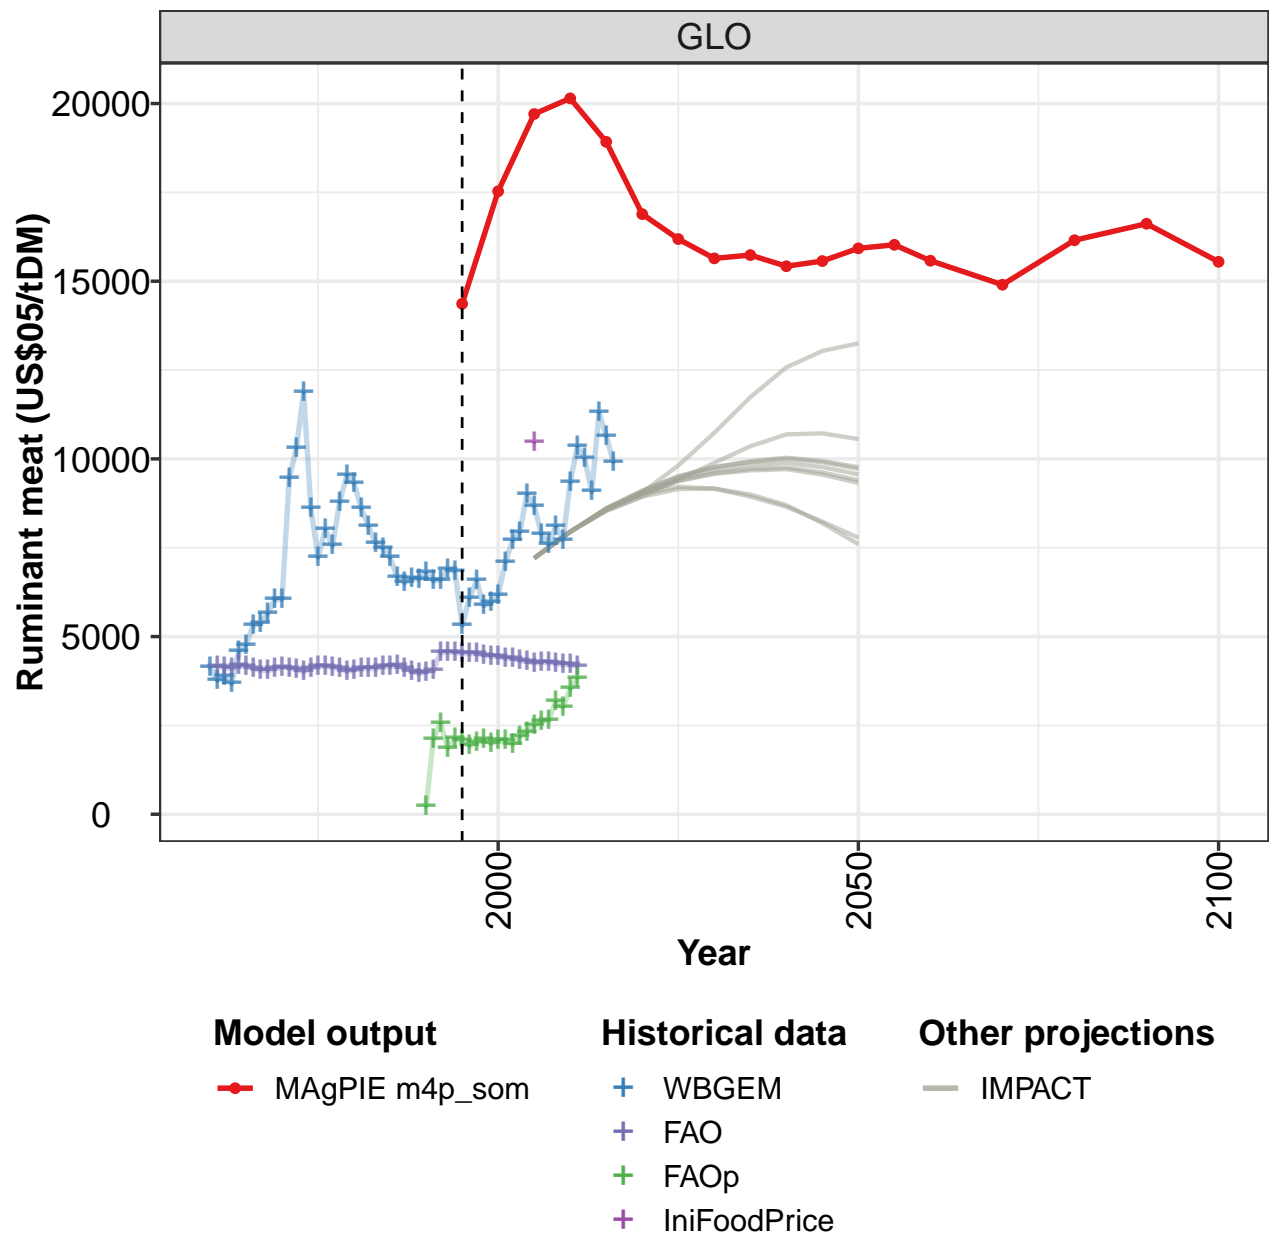 GLO
Ruminant meat (US$05/tDM)
20000
15000
10000
5000
0
2000
2050
2100
Year
Model output
MAgPIE m4p_som
Historical data
WBGEM
FAO
FAOp
IniFoodPrice
Other projections
IMPACT